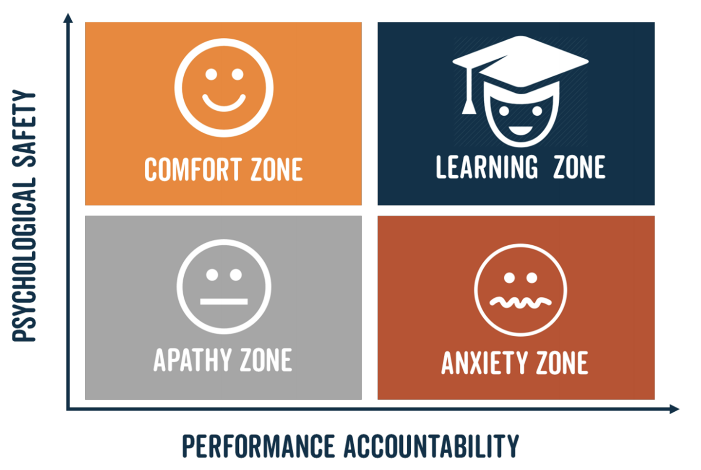 PSYCHOLOGICAL SAFETY
COMFORT ZONE
LEARNING ZONE
APATHY ZONE
ANXIETY ZONE
PERFORMANCE ACCOUNTABILITY